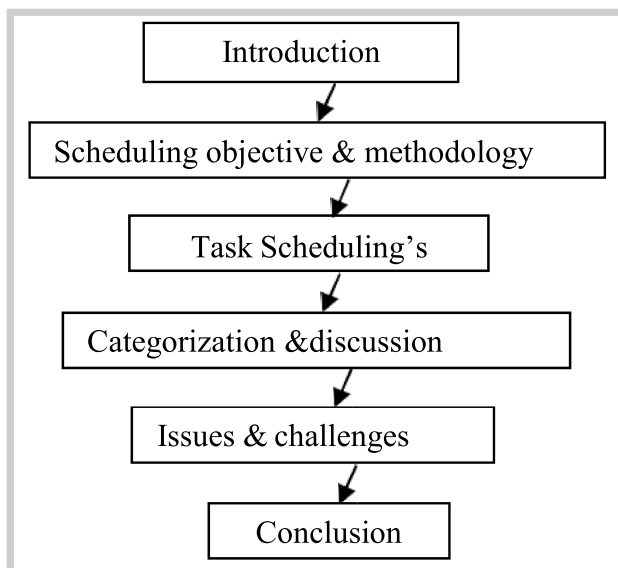 Introduction
Scheduling objective & methodology
Task Scheduling’s
Categorization &discussion
Issues & challenges
Conclusion